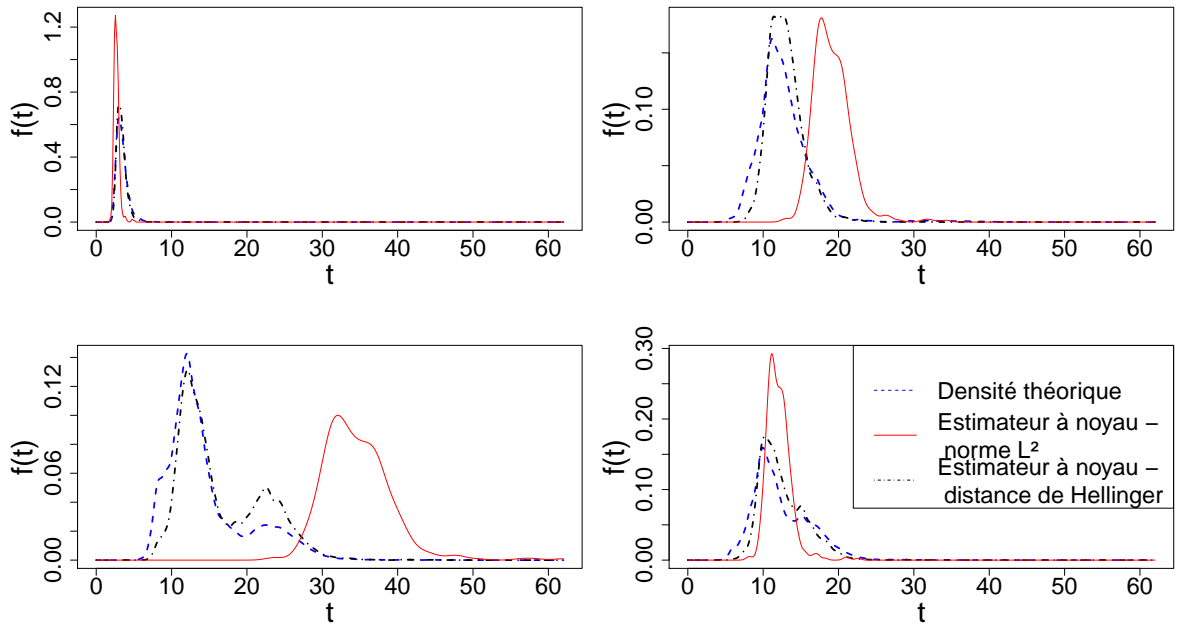 f(t)
0.0 0.4 0.8 1.2
0 10 20 30 40 50 60
t
f(t)
0.00 0.10
0 10 20 30 40 50 60
t
f(t)
0.00 0.06 0.12
0 10 20 30 40 50 60
t
f(t)
0.00 0.10 0.20 0.30
0 10 20 30 40 50 60
t
Densité théorique
Estimateur à noyau –
norme L²
Estimateur à noyau –
distance de Hellinger